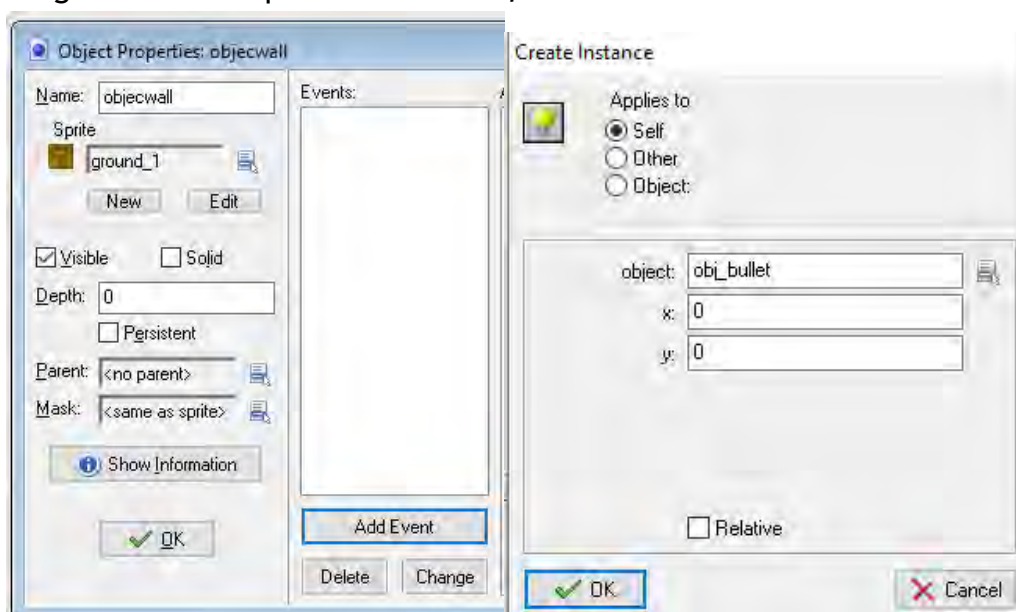 Object Properties: objecwall
Name: objecwall
Sprite
ground_1
New Edit
Visible Solid
Depth: 0
Persistent
Parent: <no parent>
Mask: <same as sprite>
Show Information
OK
Events:
Add Event
Delete Change
Create Instance
Applies to
Self
Other
Object:
object: obj_bullet
x: 0
y: 0
Relative
OK Cancel